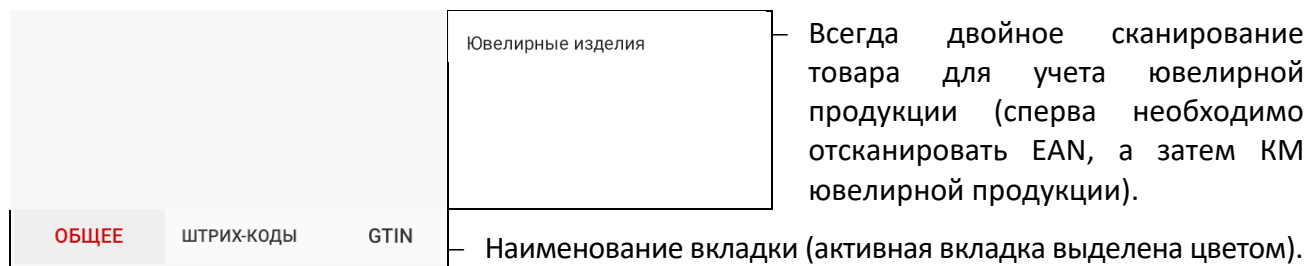 Ювелирные изделия
– Всегда двойное сканирование
товара для учета ювелирной
продукции (сперва необходимо
отсканировать EAN, а затем КМ
ювелирной продукции).
ОБЩЕЕ ШТРИХ-КОДЫ GTIN
– Наименование вкладки (активная вкладка выделена цветом).